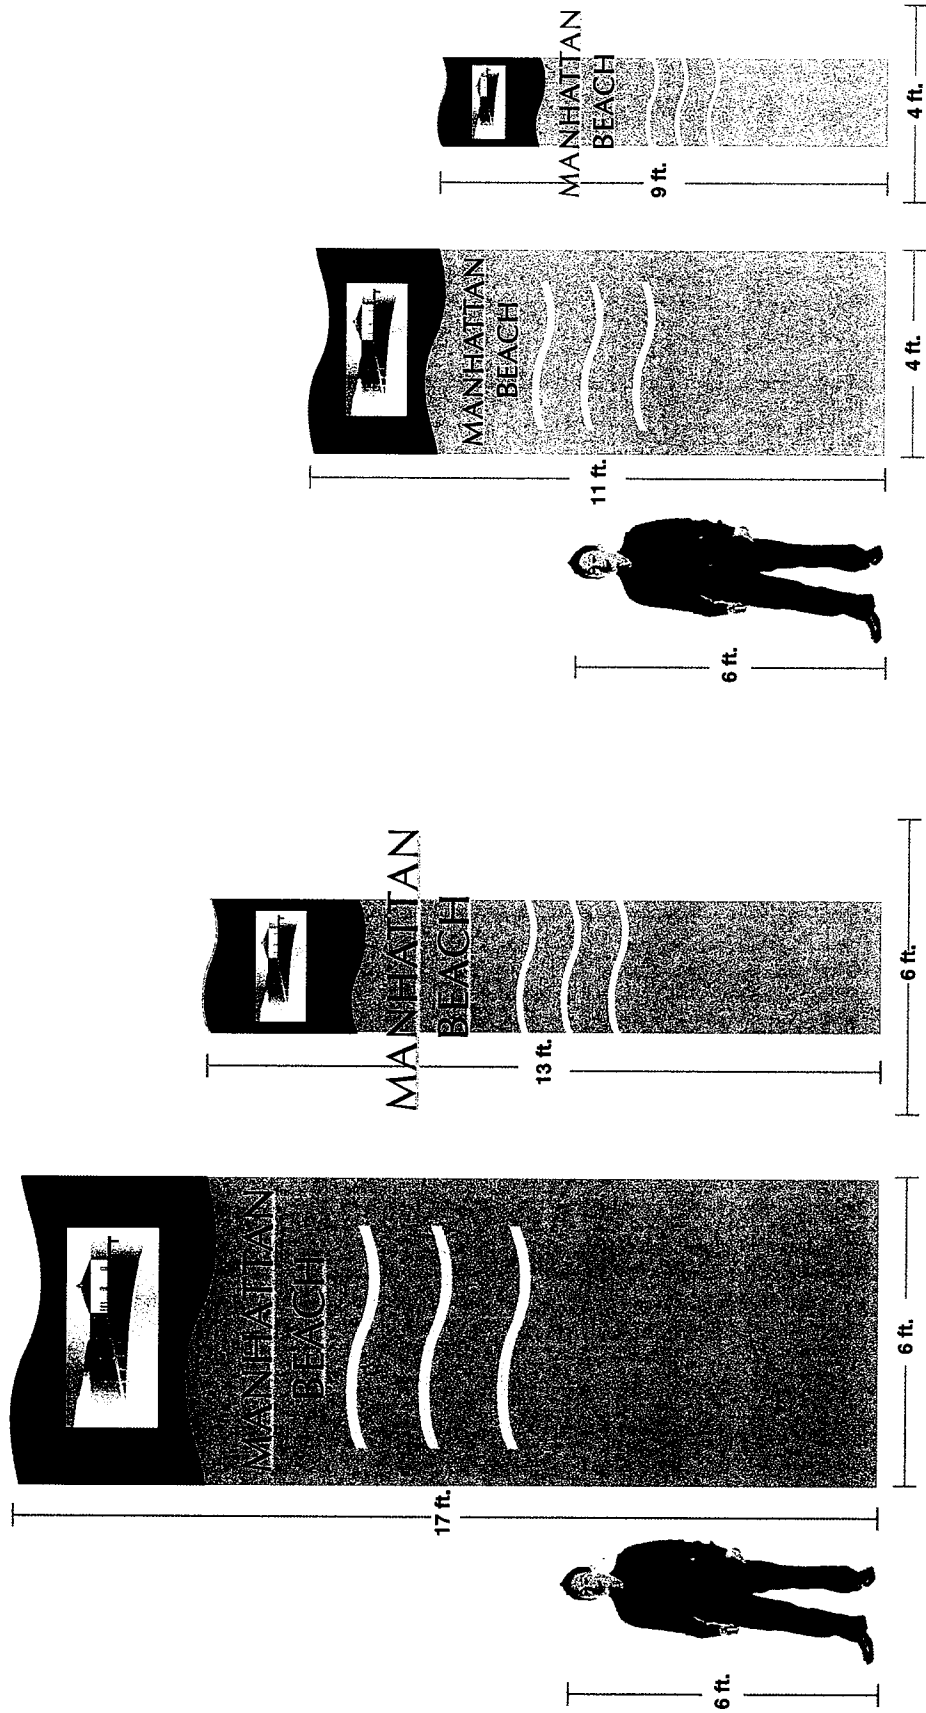 6 ft.
17 ft.
MANHATTAN
BEACH
6 ft.
13 ft.
MANHATTAN
BEACH
6 ft.
6 ft.
11 ft.
MANHATTAN
BEACH
4 ft.
9 ft.
MANHATTAN
BEACH
4 ft.